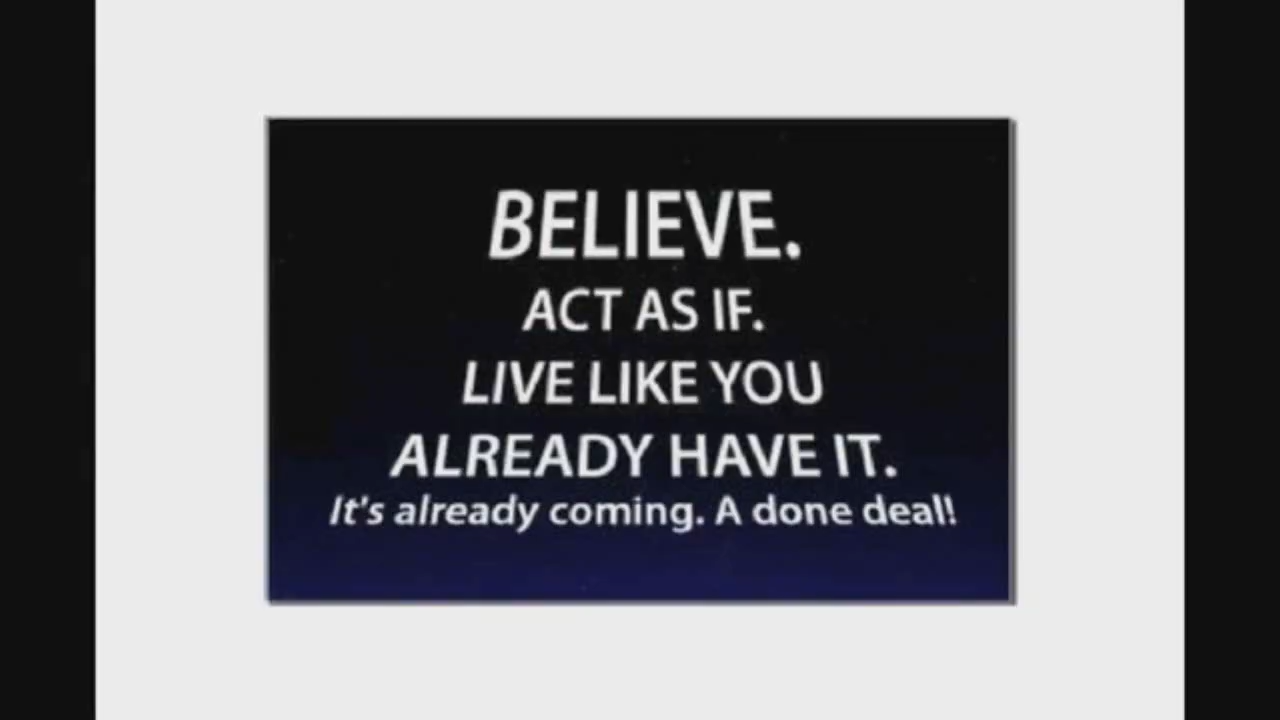 BELIEVE.
ACT AS IF.
LIVE LIKE YOU
ALREADY HAVE IT.
It's already coming. A done deal!